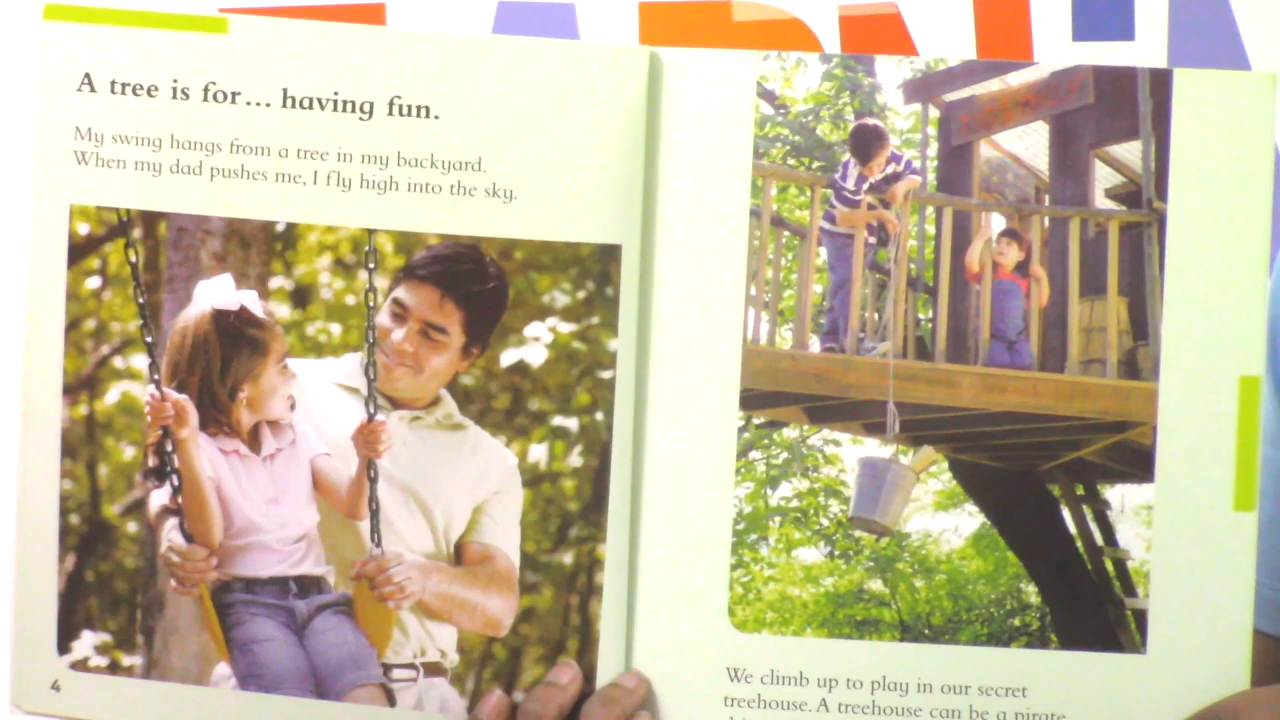 A tree is for... having fun.
My swing hangs from a tree in my backyard.
When my dad pushes me, I fly high into the sky.
4
We climb up to play in our secret
treehouse. A treehouse can be a pirate